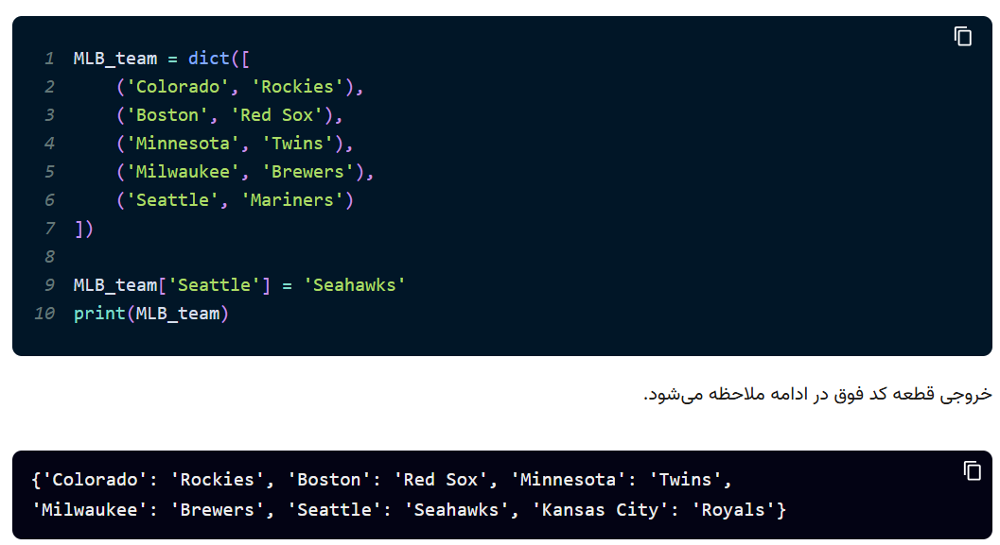 1 MLB_team = dict([
2     ('Colorado', 'Rockies'),
3     ('Boston', 'Red Sox'),
4     ('Minnesota', 'Twins'),
5     ('Milwaukee', 'Brewers'),
6     ('Seattle', 'Mariners')
7 ])
8
9 MLB_team['Seattle'] = 'Seahawks'
10 print(MLB_team)
خروجی قطعه کد فوق در ادامه ملاحظه می‌شود.
{'Colorado': 'Rockies', 'Boston': 'Red Sox', 'Minnesota': 'Twins',
'Milwaukee': 'Brewers', 'Seattle': 'Seahawks', 'Kansas City': 'Royals'}